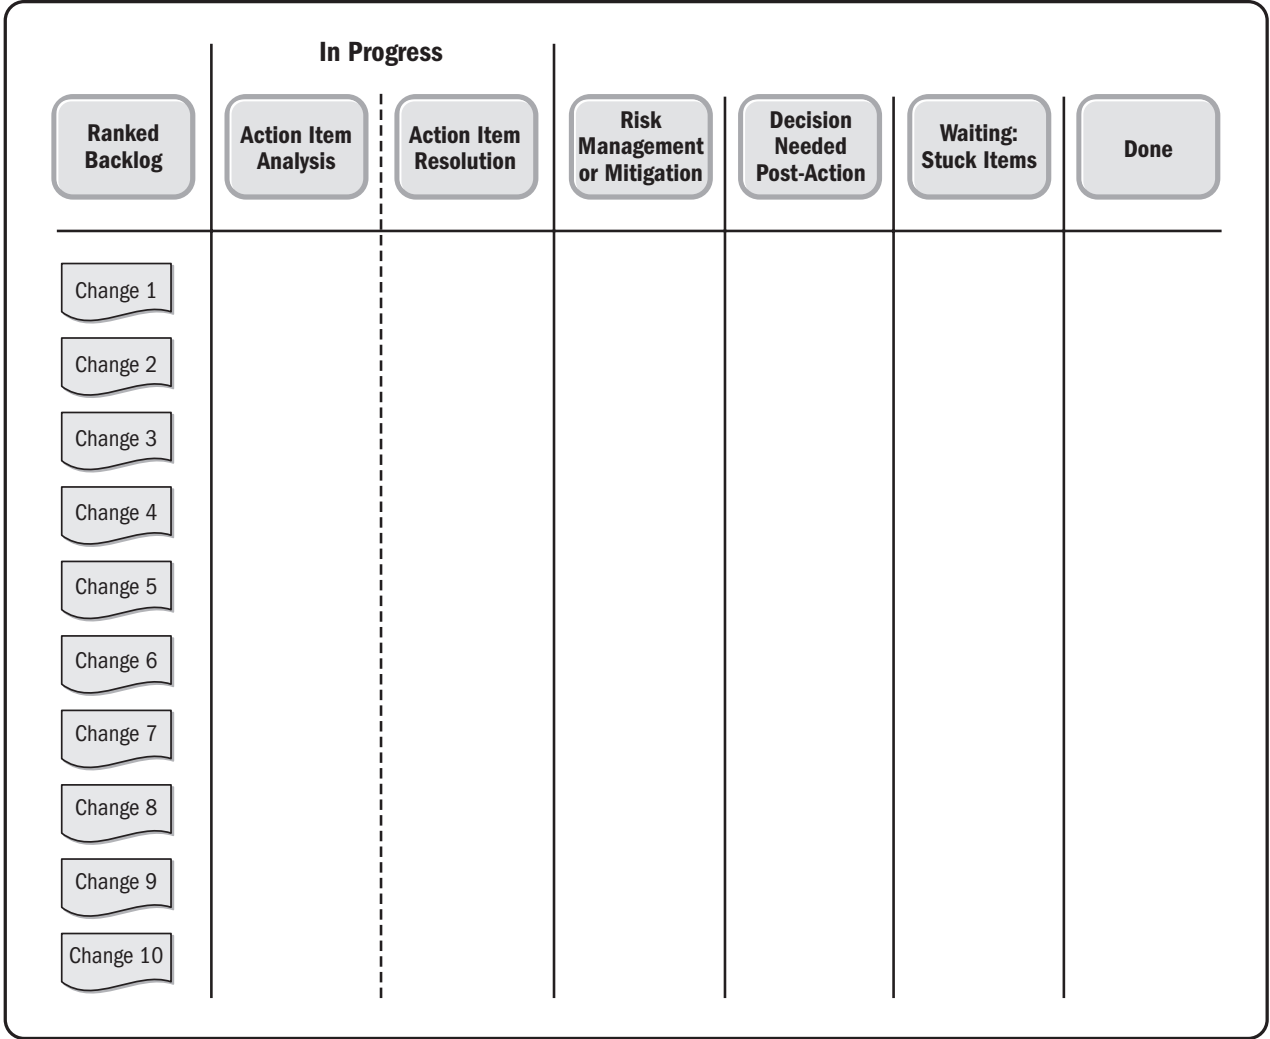 In Progress
Ranked
Backlog
Action Item
Analysis
Action Item
Resolution
Risk
Management
or Mitigation
Decision
Needed
Post-Action
Waiting:
Stuck Items
Done
Change 1
Change 2
Change 3
Change 4
Change 5
Change 6
Change 7
Change 8
Change 9
Change 10